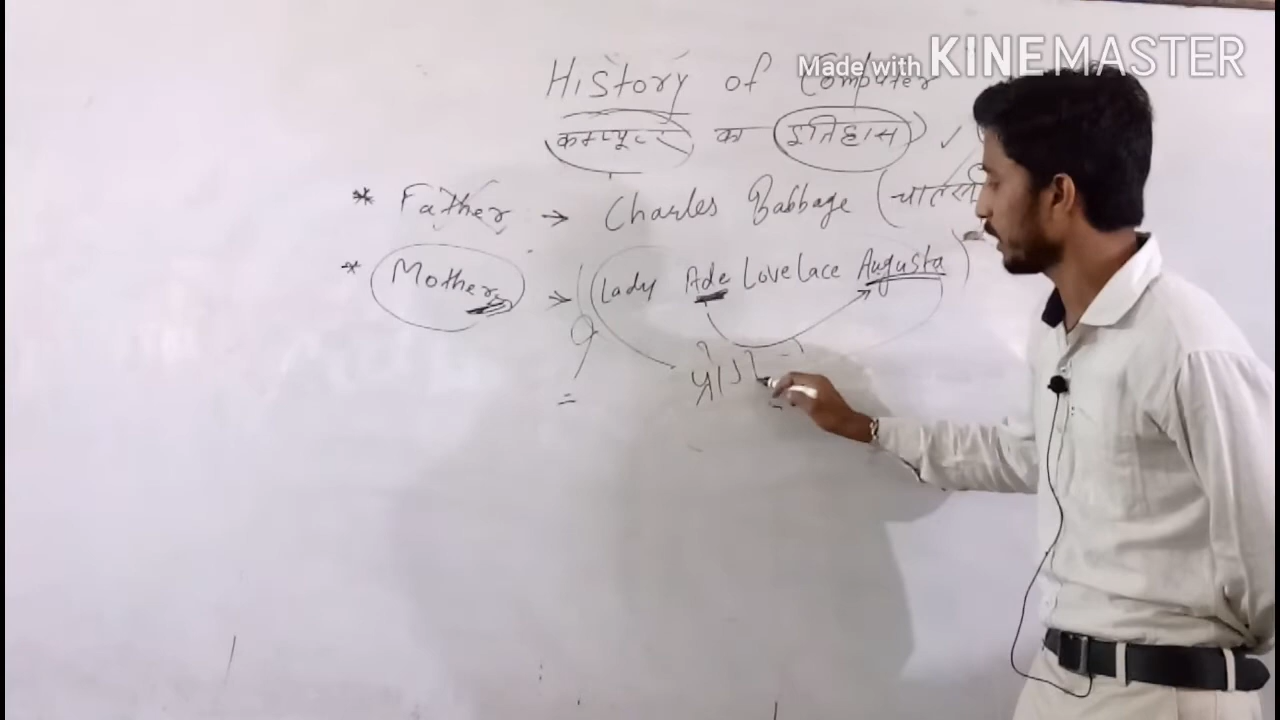 Made with KINEMASTER
History of Computer
कम्प्यूटर का इतिहास
* Father → Charles Babbage (चार्ल्स
* Mother → (Lady Ade Lovelace Augusta)